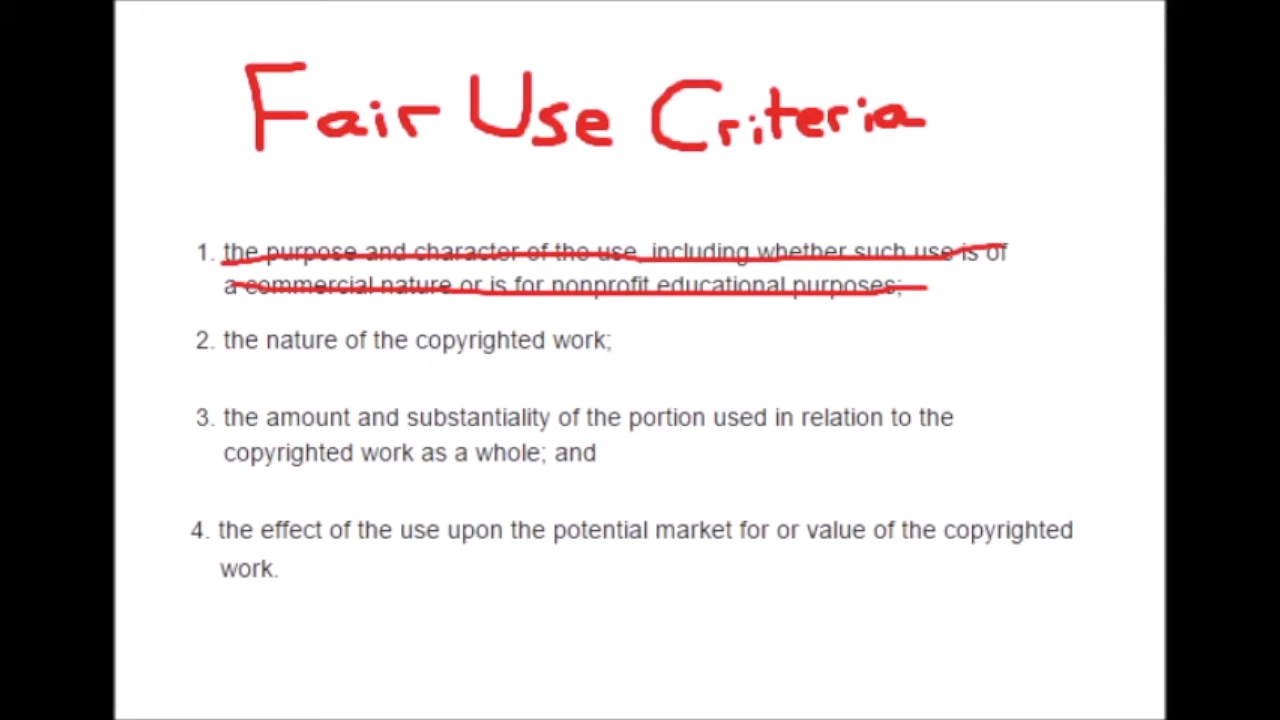 Fair Use Criteria
1. the purpose and character of the use, including whether such use is of
a commercial nature or is for nonprofit educational purposes;
2. the nature of the copyrighted work;
3. the amount and substantiality of the portion used in relation to the
copyrighted work as a whole; and
4. the effect of the use upon the potential market for or value of the copyrighted
work.